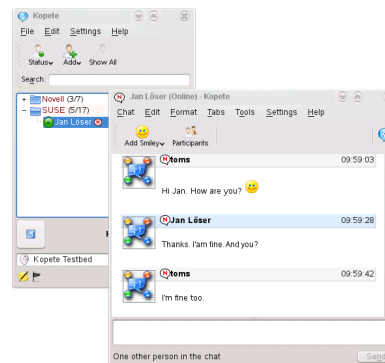 Kopete
File Edit Settings Help
Status Add Show All
Search:
Novell (3/7)
SUSE (5/17)
Jan Löser
Kopete Testbed
Jan Löser (Online) - Kopete
Chat Edit Format Tabs Tools Settings Help
Add Smiley Participants
toms 09:59:03
Hi Jan. How are you?
Jan Löser 09:59:28
Thanks. I'am fine. And you?
toms 09:59:42
I'm fine too.
One other person in the chat
Send